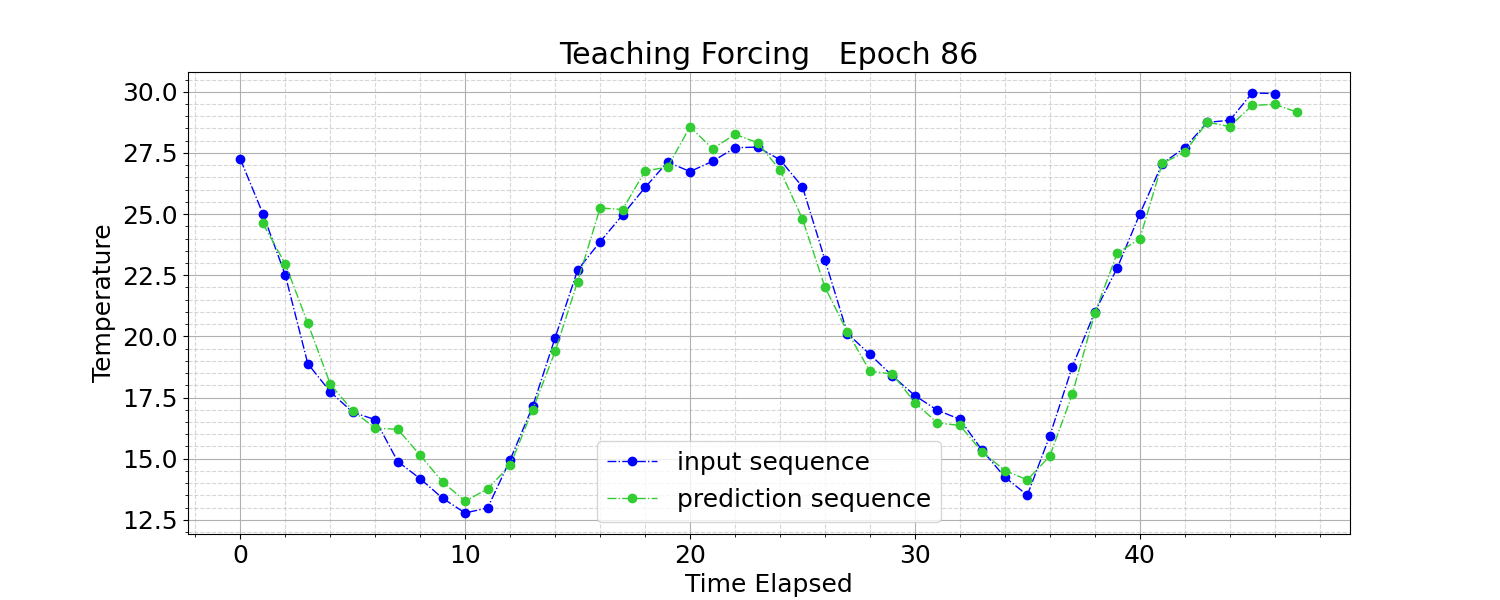 Teaching Forcing   Epoch 86
30.0
27.5
25.0
22.5
20.0
17.5
15.0
12.5
Temperature
input sequence
prediction sequence
0 10 20 30 40
Time Elapsed